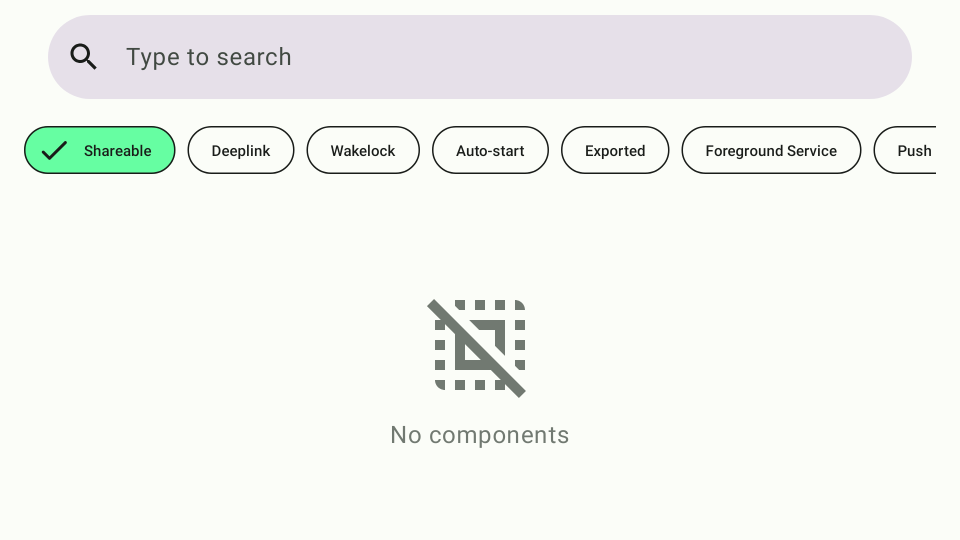 Type to search
Shareable
Deeplink
Wakelock
Auto-start
Exported
Foreground Service
Push
No components